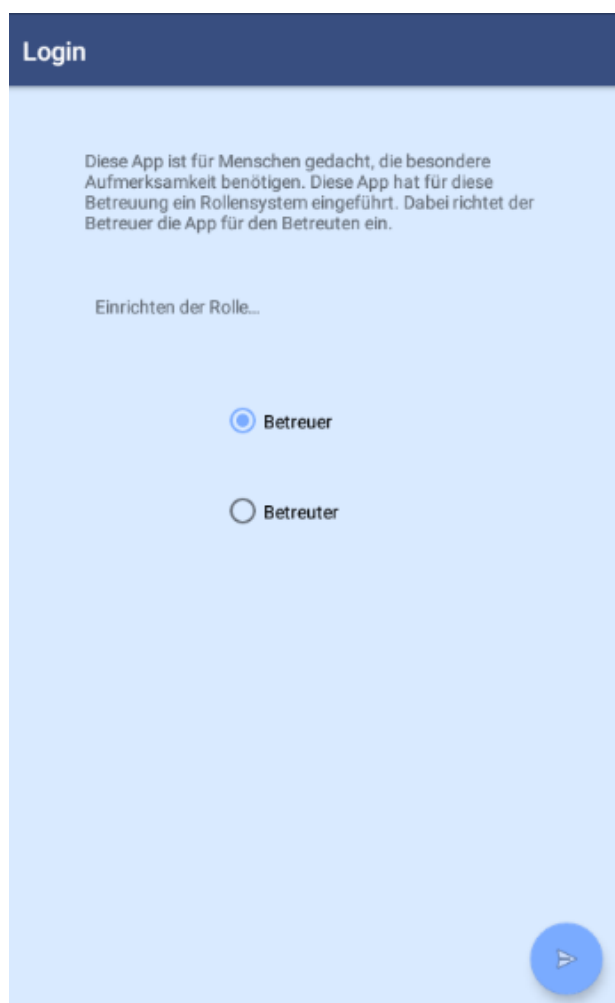 Login
Diese App ist für Menschen gedacht, die besondere
Aufmerksamkeit benötigen. Diese App hat für diese
Betreuung ein Rollensystem eingeführt. Dabei richtet der
Betreuer die App für den Betreuten ein.
Einrichten der Rolle...
Betreuer
Betreuter